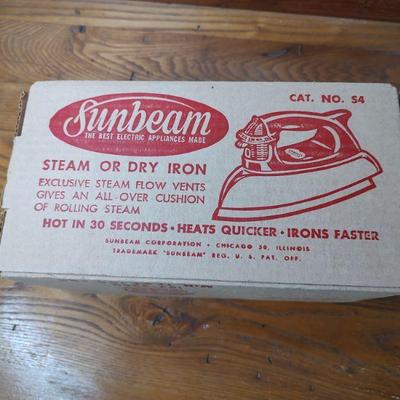 CAT. NO. S4
Sunbeam
THE BEST ELECTRIC APPLIANCES MADE
STEAM OR DRY IRON
EXCLUSIVE STEAM FLOW VENTS
GIVES AN ALL-OVER CUSHION
OF ROLLING STEAM
HOT IN 30 SECONDS • HEATS QUICKER • IRONS FASTER
SUNBEAM CORPORATION • CHICAGO 50, ILLINOIS
TRADEMARK "SUNBEAM" REG. U. S. PAT. OFF.